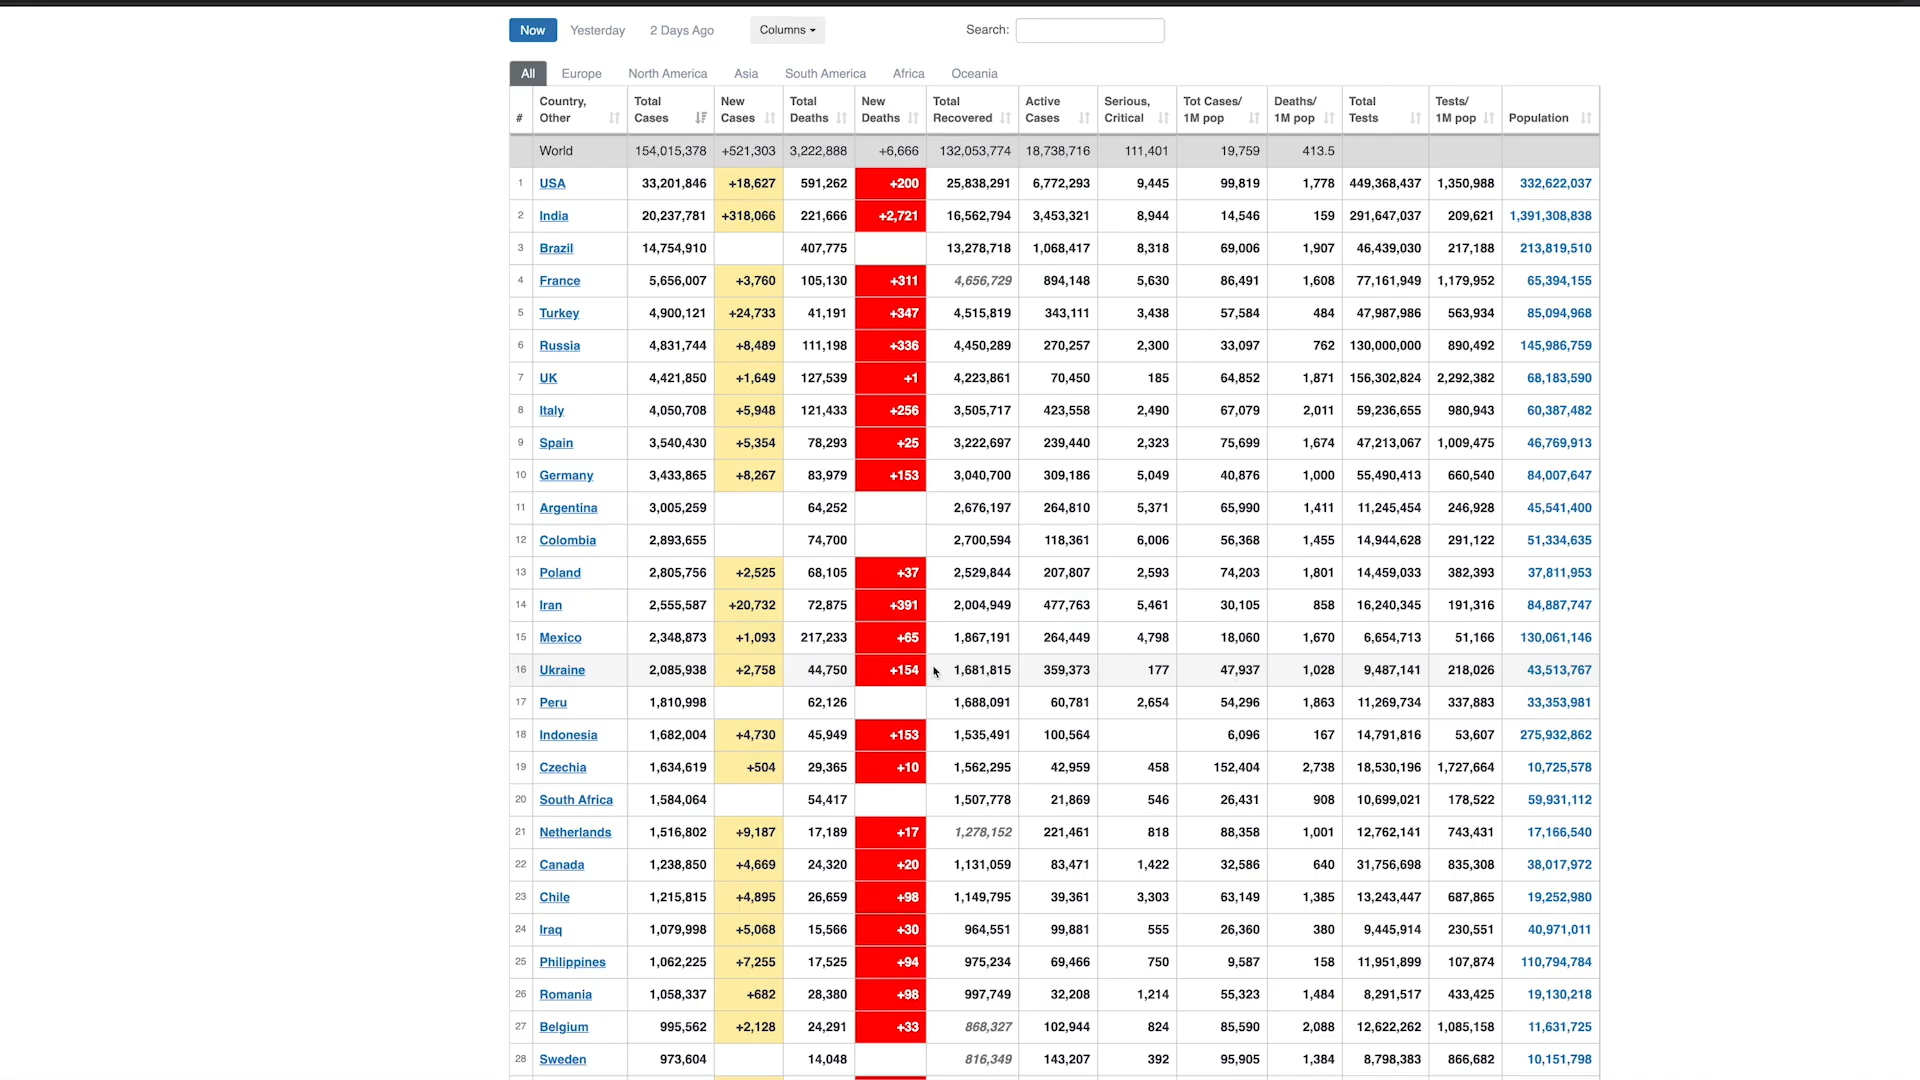 Now Yesterday 2 Days Ago Columns Search:
All Europe North America Asia South America Africa Oceania
# Country, Other Total Cases New Cases Total Deaths New Deaths Total Recovered Active Cases Serious, Critical Tot Cases/ 1M pop Deaths/ 1M pop Total Tests Tests/ 1M pop Population
World 154,015,378 +521,303 3,222,888 +6,666 132,053,774 18,738,716 111,401 19,759 413.5
1 USA 33,201,846 +18,627 591,262 +200 25,838,291 6,772,293 9,445 99,819 1,778 449,368,437 1,350,988 332,622,037
2 India 20,237,781 +318,066 221,666 +2,721 16,562,794 3,453,321 8,944 14,546 159 291,647,037 209,621 1,391,308,838
3 Brazil 14,754,910 407,775 13,278,718 1,068,417 8,318 69,006 1,907 46,439,030 217,188 213,819,510
4 France 5,656,007 +3,760 105,130 +311 4,656,729 894,148 5,630 86,491 1,608 77,161,949 1,179,952 65,394,155
5 Turkey 4,900,121 +24,733 41,191 +347 4,515,819 343,111 3,438 57,584 484 47,987,986 563,934 85,094,968
6 Russia 4,831,744 +8,489 111,198 +336 4,450,289 270,257 2,300 33,097 762 130,000,000 890,492 145,986,759
7 UK 4,421,850 +1,649 127,539 +1 4,223,861 70,450 185 64,852 1,871 156,302,824 2,292,382 68,183,590
8 Italy 4,050,708 +5,948 121,433 +256 3,505,717 423,558 2,490 67,079 2,011 59,236,655 980,943 60,387,482
9 Spain 3,540,430 +5,354 78,293 +25 3,222,697 239,440 2,323 75,699 1,674 47,213,067 1,009,475 46,769,913
10 Germany 3,433,865 +8,267 83,979 +153 3,040,700 309,186 5,049 40,876 1,000 55,490,413 660,540 84,007,647
11 Argentina 3,005,259 64,252 2,676,197 264,810 5,371 65,990 1,411 11,245,454 246,928 45,541,400
12 Colombia 2,893,655 74,700 2,700,594 118,361 6,006 56,368 1,455 14,944,628 291,122 51,334,635
13 Poland 2,805,756 +2,525 68,105 +37 2,529,844 207,807 2,593 74,203 1,801 14,459,033 382,393 37,811,953
14 Iran 2,555,587 +20,732 72,875 +391 2,004,949 477,763 5,461 30,105 858 16,240,345 191,316 84,887,747
15 Mexico 2,348,873 +1,093 217,233 +65 1,867,191 264,449 4,798 18,060 1,670 6,654,713 51,166 130,061,146
16 Ukraine 2,085,938 +2,758 44,750 +154 1,681,815 359,373 177 47,937 1,028 9,487,141 218,026 43,513,767
17 Peru 1,810,998 62,126 1,688,091 60,781 2,654 54,296 1,863 11,269,734 337,883 33,353,981
18 Indonesia 1,682,004 +4,730 45,949 +153 1,535,491 100,564 6,096 167 14,791,816 53,607 275,932,862
19 Czechia 1,634,619 +504 29,365 +10 1,562,295 42,959 458 152,404 2,738 18,530,196 1,727,664 10,725,578
20 South Africa 1,584,064 54,417 1,507,778 21,869 546 26,431 908 10,699,021 178,522 59,931,112
21 Netherlands 1,516,802 +9,187 17,189 +17 1,278,152 221,461 818 88,358 1,001 12,762,141 743,431 17,166,540
22 Canada 1,238,850 +4,669 24,320 +20 1,131,059 83,471 1,422 32,586 640 31,756,698 835,308 38,017,972
23 Chile 1,215,815 +4,895 26,659 +98 1,149,795 39,361 3,303 63,149 1,385 13,243,447 687,865 19,252,980
24 Iraq 1,079,998 +5,068 15,566 +30 964,551 99,881 555 26,360 380 9,445,914 230,551 40,971,011
25 Philippines 1,062,225 +7,255 17,525 +94 975,234 69,466 750 9,587 158 11,951,899 107,874 110,794,784
26 Romania 1,058,337 +682 28,380 +98 997,749 32,208 1,214 55,323 1,484 8,291,517 433,425 19,130,218
27 Belgium 995,562 +2,128 24,291 +33 868,327 102,944 824 85,590 2,088 12,622,262 1,085,158 11,631,725
28 Sweden 973,604 14,048 816,349 143,207 392 95,905 1,384 8,798,383 866,682 10,151,798